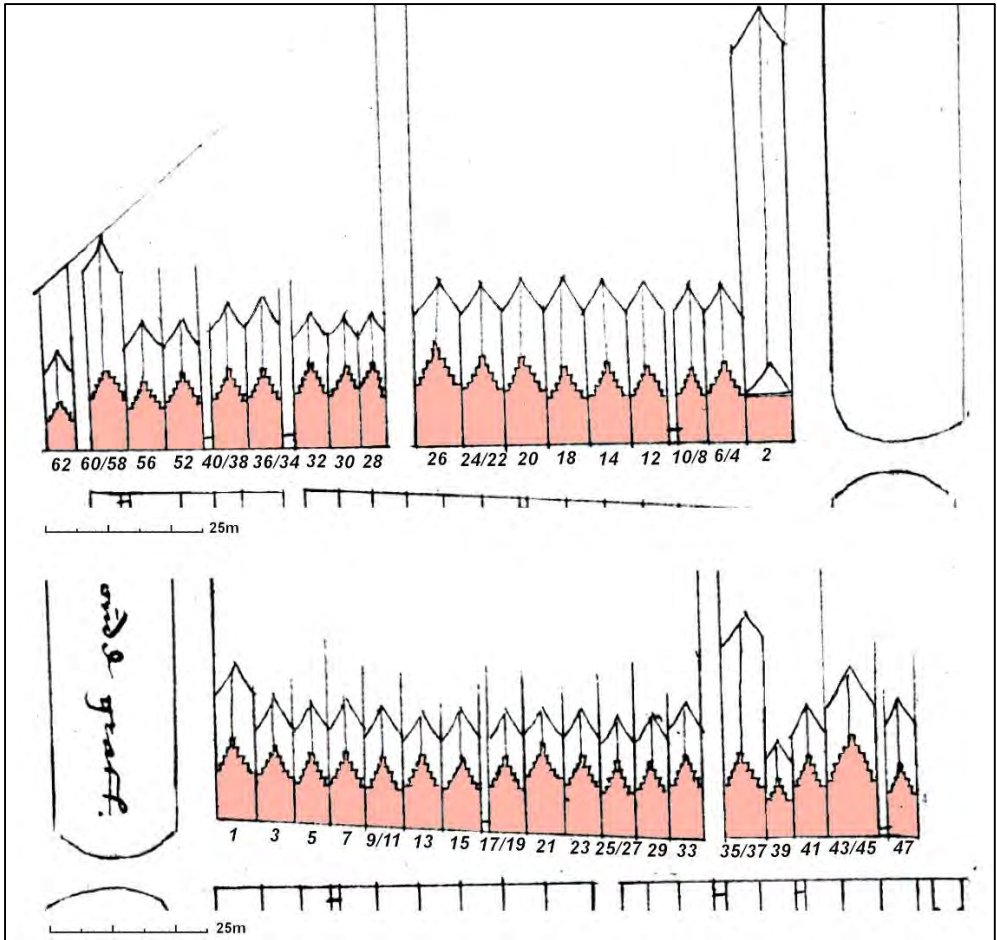 62 60/58 56 52 40/38 36/34 32 30 28 26 24/22 20 18 14 12 10/8 6/4 2
25m
oude graft.
1 3 5 7 9/11 13 15 17/19 21 23 25/27 29 33 35/37 39 41 43/45 47
25m